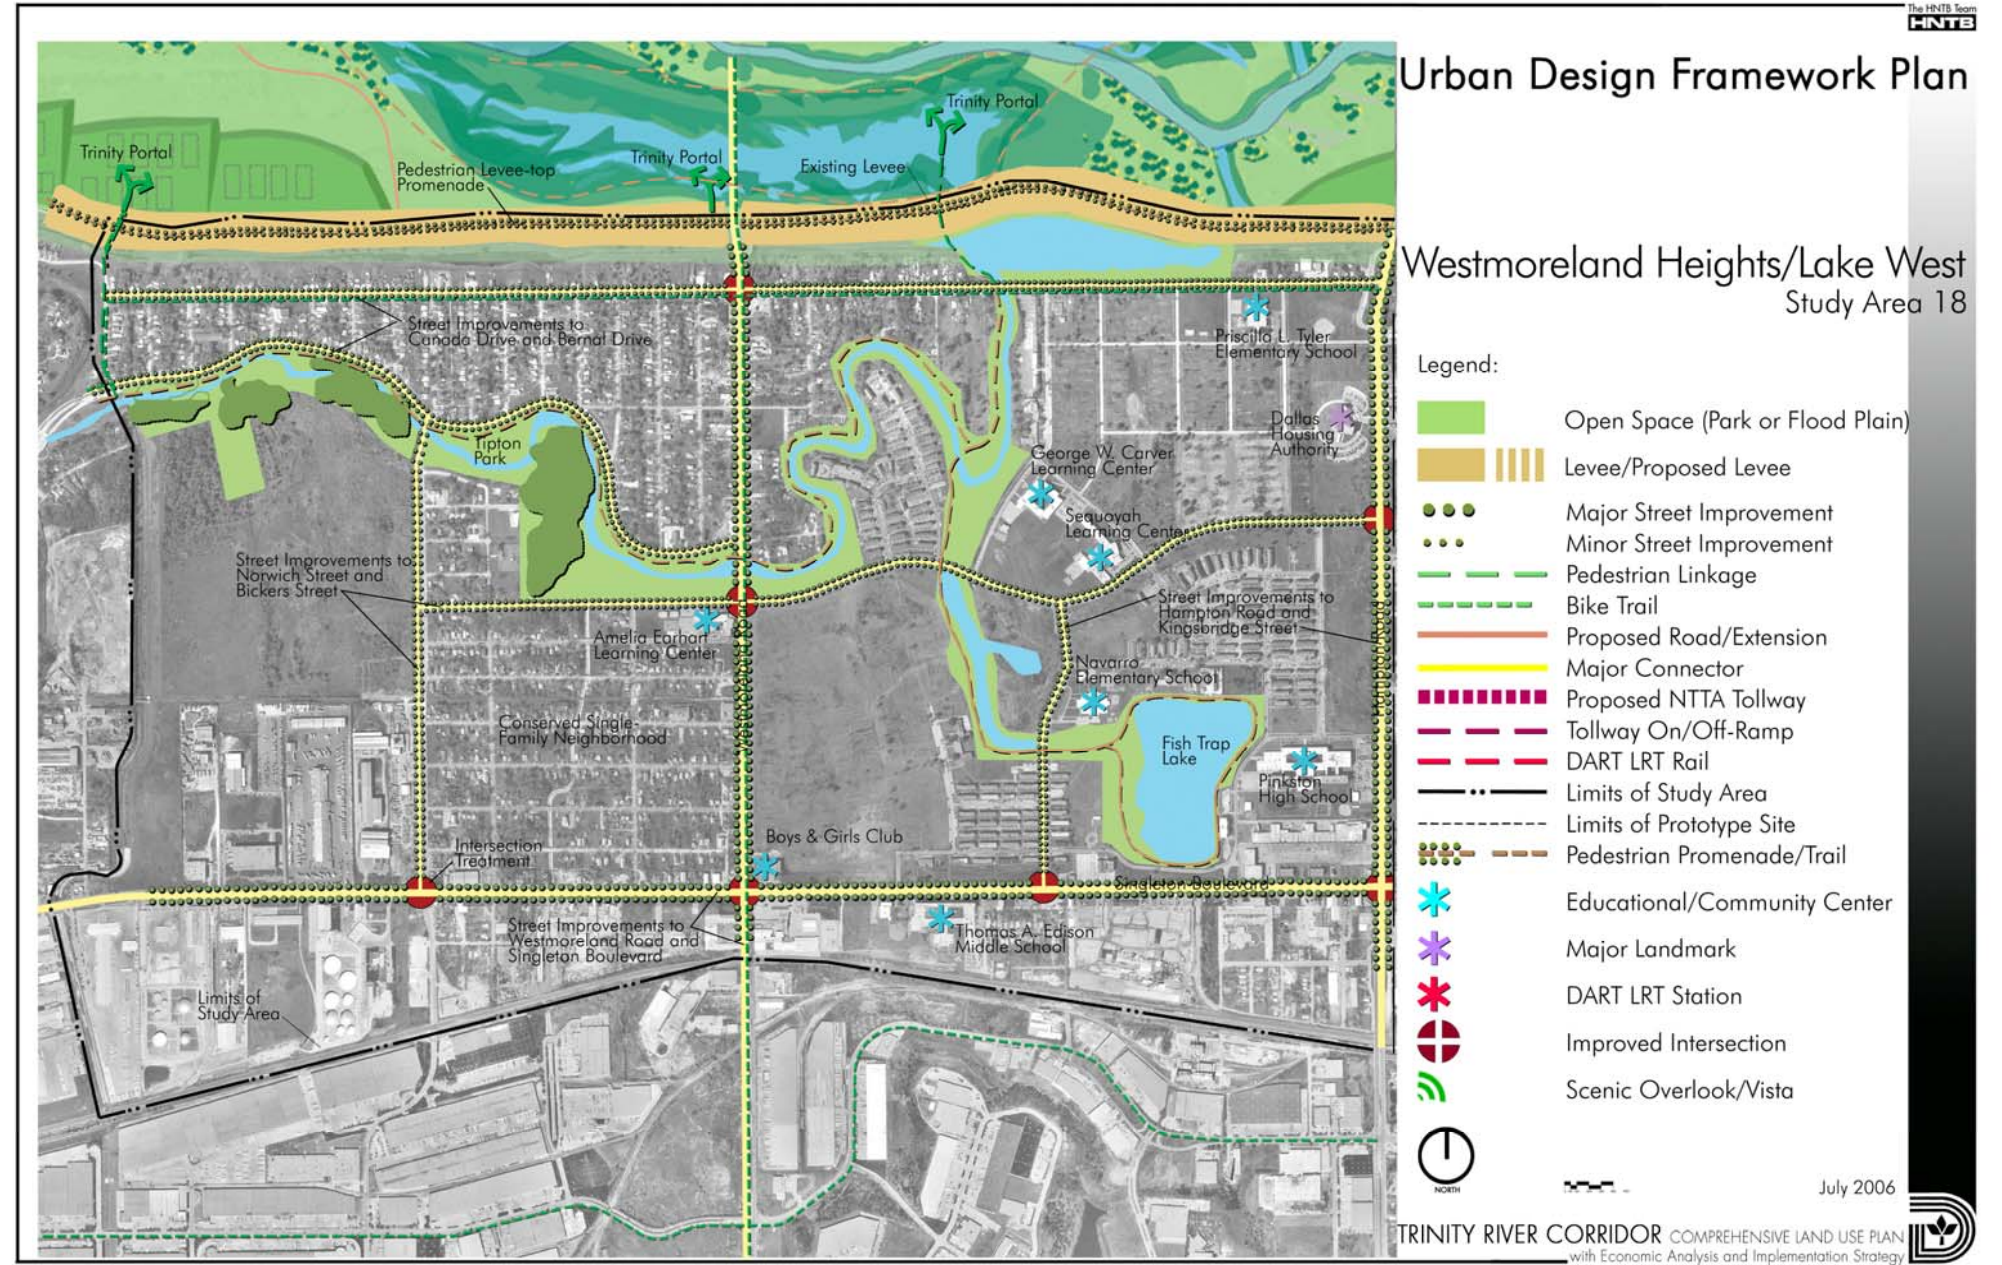 The HNTB Team
HNTB
Urban Design Framework Plan
Westmoreland Heights/Lake West
Study Area 18
Trinity Portal
Trinity Portal
Pedestrian Levee-top
Promenade
Trinity Portal
Existing Levee
Street Improvements to
Canada Drive and Bernal Drive
Priscilla L. Tyler
Elementary School
Dallas
Housing
Authority
Tipton
Park
George W. Carver
Learning Center
Sequoyah
Learning Center
Street Improvements to
Norwich Street and
Bickers Street
Street Improvements to
Hampton Road and
Kingsbridge Street
Amelia Earhart
Learning Center
Navarro
Elementary School
Conserved Single-
Family Neighborhood
Fish Trap
Lake
Pinkston
High School
Boys & Girls Club
Intersection
Treatment
Singleton Boulevard
Street Improvements to
Westmoreland Road and
Singleton Boulevard
Thomas A. Edison
Middle School
Limits of
Study Area
Legend:
Open Space (Park or Flood Plain)
Levee/Proposed Levee
Major Street Improvement
Minor Street Improvement
Pedestrian Linkage
Bike Trail
Proposed Road/Extension
Major Connector
Proposed NTTA Tollway
Tollway On/Off-Ramp
DART LRT Rail
Limits of Study Area
Limits of Prototype Site
Pedestrian Promenade/Trail
Educational/Community Center
Major Landmark
DART LRT Station
Improved Intersection
Scenic Overlook/Vista
NORTH
July 2006
TRINITY RIVER CORRIDOR COMPREHENSIVE LAND USE PLAN
with Economic Analysis and Implementation Strategy